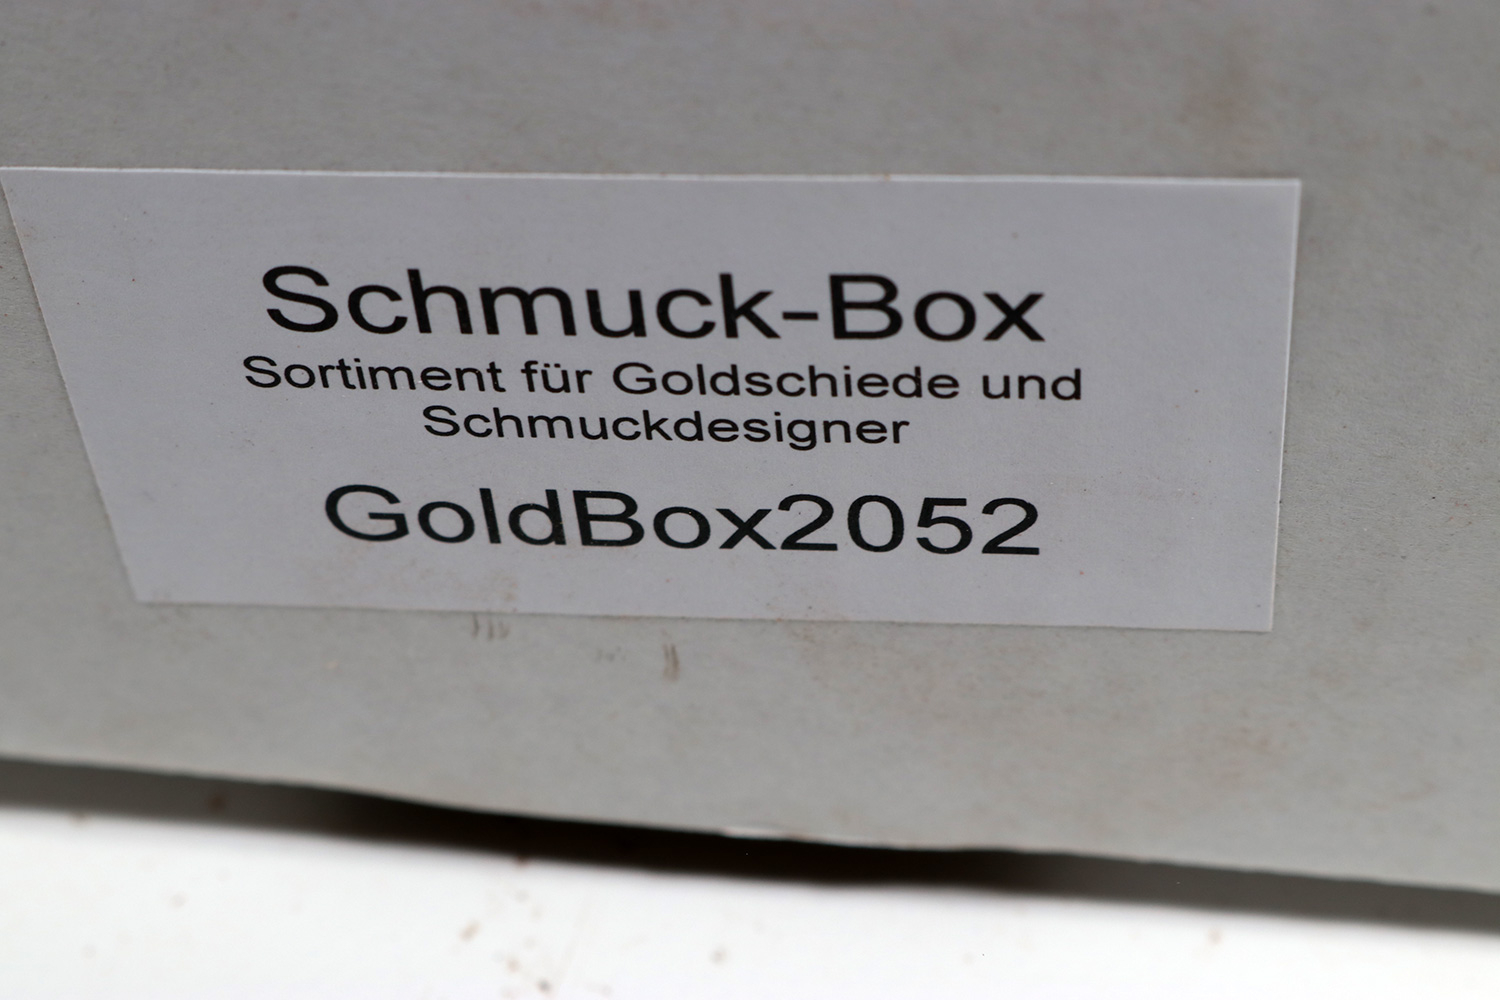 Schmuck-Box
Sortiment für Goldschiede und
Schmuckdesigner
GoldBox2052